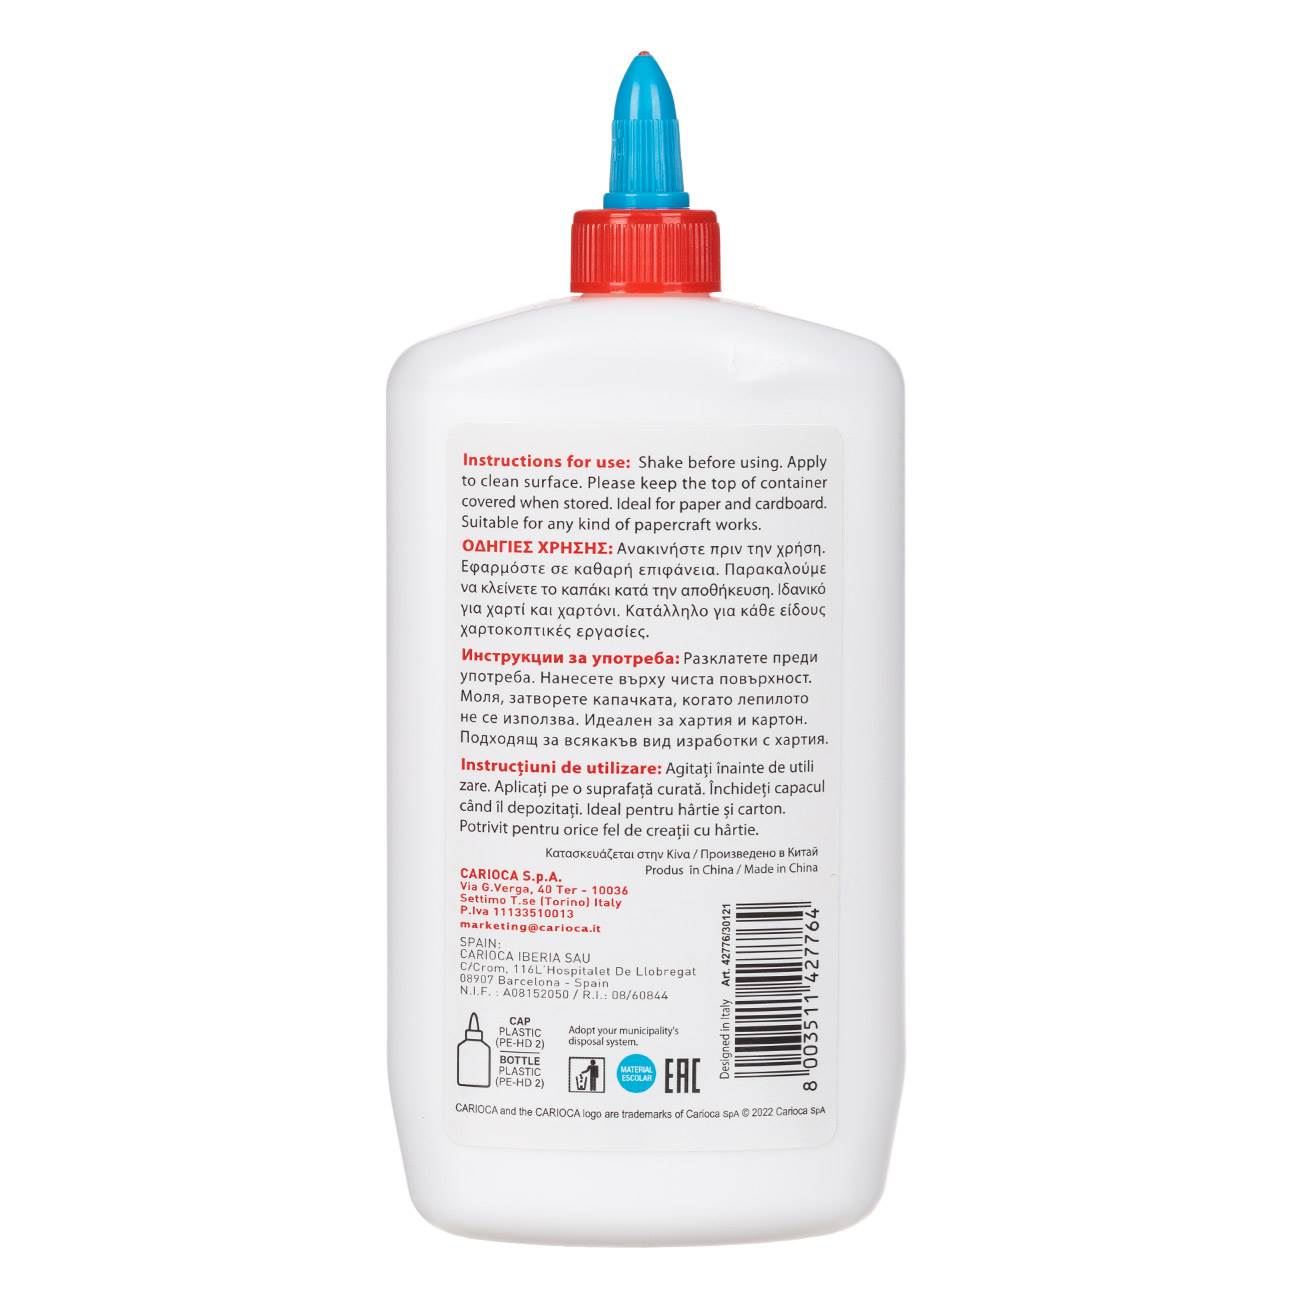 Instructions for use: Shake before using. Apply
to clean surface. Please keep the top of container
covered when stored. Ideal for paper and cardboard.
Suitable for any kind of papercraft works.
ΟΔΗΓΙΕΣ ΧΡΗΣΗΣ: Ανακινήστε πριν την χρήση.
Εφαρμόστε σε καθαρή επιφάνεια. Παρακαλούμε
να κλείνετε το καπάκι κατά την αποθήκευση. Ιδανικό
για χαρτί και χαρτόνι. Κατάλληλο για κάθε είδους
χαρτοκοπτικές εργασίες.
Инструкции за употреба: Разклатете преди
употреба. Нанесете върху чиста повърхност.
Моля, затворете капачката, когато лепилото
не се използва. Идеален за хартия и картон.
Подходящ за всякакъв вид изработки с хартия.
Instrucțiuni de utilizare: Agitați înainte de utili
zare. Aplicați pe o suprafață curată. Închideți capacul
când îl depozitați. Ideal pentru hârtie și carton.
Potrivit pentru orice fel de creații cu hârtie.
Κατασκευάζεται στην Κίνα / Произведено в Китай
Produs în China / Made in China
CARIOCA S.p.A.
Via G.Verga, 40 Ter - 10036
Settimo T.se (Torino) Italy
P.Iva 11133510013
marketing@carioca.it
SPAIN:
CARIOCA IBERIA SAU
C/Crom, 116L'Hospitalet De Llobregat
08907 Barcelona - Spain
N.I.F. : A08152050 / R.I.: 08/60844
CAP
PLASTIC
(PE-HD 2)
BOTTLE
PLASTIC
(PE-HD 2)
Adopt your municipality's
disposal system.
MATERIAL
ESCOLAR
EAC
Designed in Italy Art. 42776/30121
8 003511 427764
CARIOCA and the CARIOCA logo are trademarks of Carioca SpA © 2022 Carioca SpA